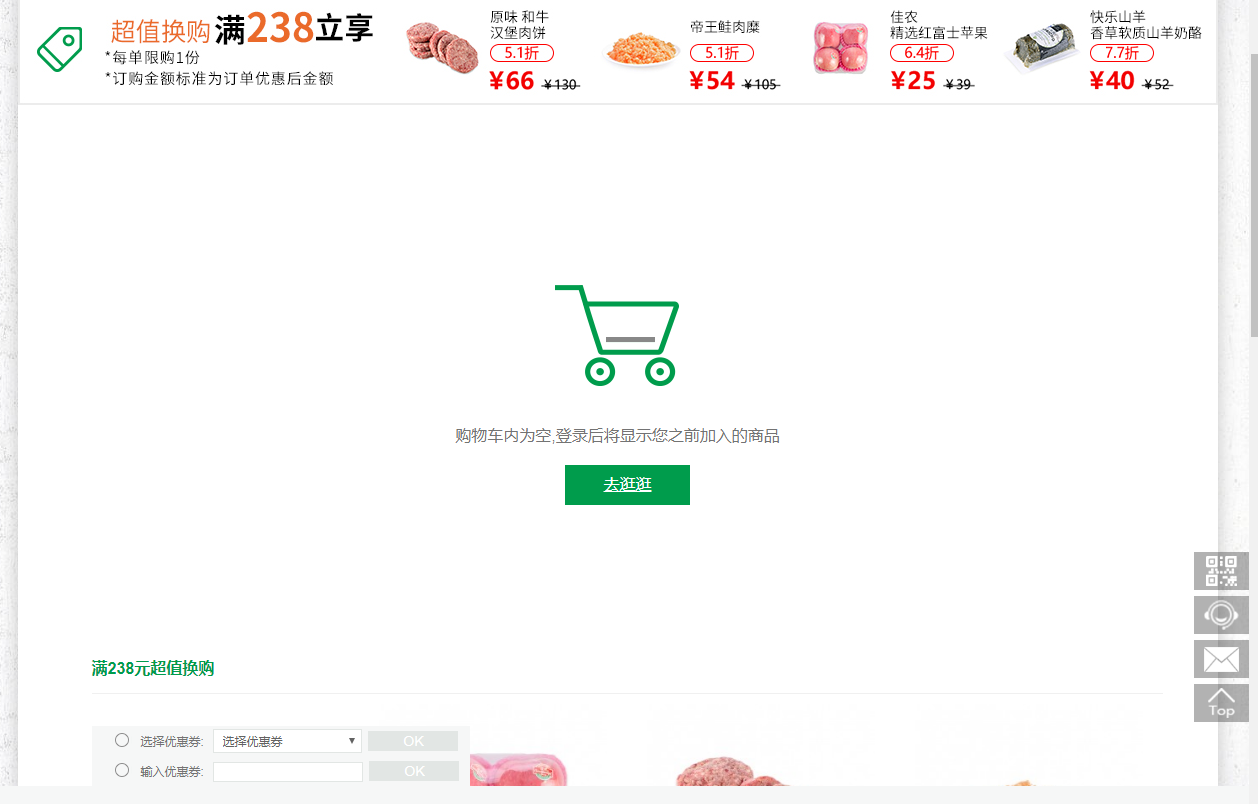 超值换购 满238立享
*每单限购1份
*订购金额标准为订单优惠后金额
原味 和牛
汉堡肉饼
5.1折
¥66 ¥130
帝王鲑肉糜
5.1折
¥54 ¥105
佳农
精选红富士苹果
6.4折
¥25 ¥39
快乐山羊
香草软质山羊奶酪
7.7折
¥40 ¥52
购物车内为空,登录后将显示您之前加入的商品
去逛逛
Top
满238元超值换购
选择优惠券: 选择优惠券 OK
输入优惠券: OK